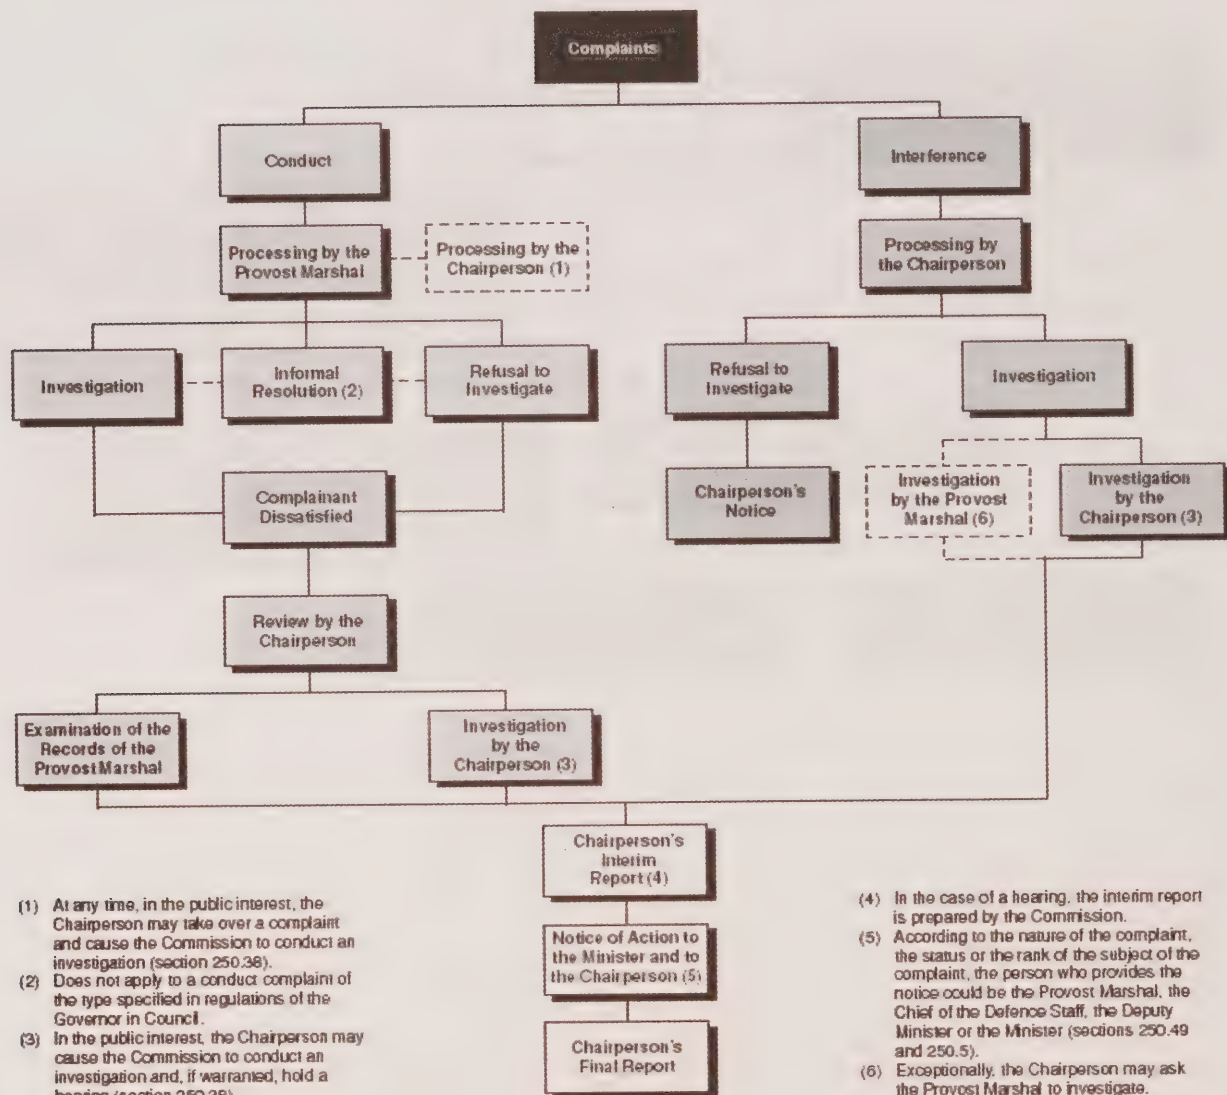 Complaints
Conduct
Interference
Processing by the
Provost Marshal
Processing by the
Chairperson (1)
Processing by
the Chairperson
Investigation
Informal
Resolution (2)
Refusal to
Investigate
Refusal to
Investigate
Investigation
Complainant
Dissatisfied
Chairperson's
Notice
Investigation
by the Provost
Marshal (6)
Investigation
by the
Chairperson (3)
Review by the
Chairperson
Examination of the
Records of the
Provost Marshal
Investigation
by the
Chairperson (3)
Chairperson's
Interim
Report (4)
Notice of Action to
the Minister and to
the Chairperson (5)
Chairperson's
Final Report
(1) At any time, in the public interest, the
Chairperson may take over a complaint
and cause the Commission to conduct an
investigation (section 250.38).
(2) Does not apply to a conduct complaint of
the type specified in regulations of the
Governor in Council.
(3) In the public interest, the Chairperson may
cause the Commission to conduct an
investigation and, if warranted, hold a
hearing (section 250.38).
(4) In the case of a hearing, the interim report
is prepared by the Commission.
(5) According to the nature of the complaint,
the status or the rank of the subject of the
complaint, the person who provides the
notice could be the Provost Marshal, the
Chief of the Defence Staff, the Deputy
Minister or the Minister (sections 250.49
and 250.5).
(6) Exceptionally, the Chairperson may ask
the Provost Marshal to investigate.